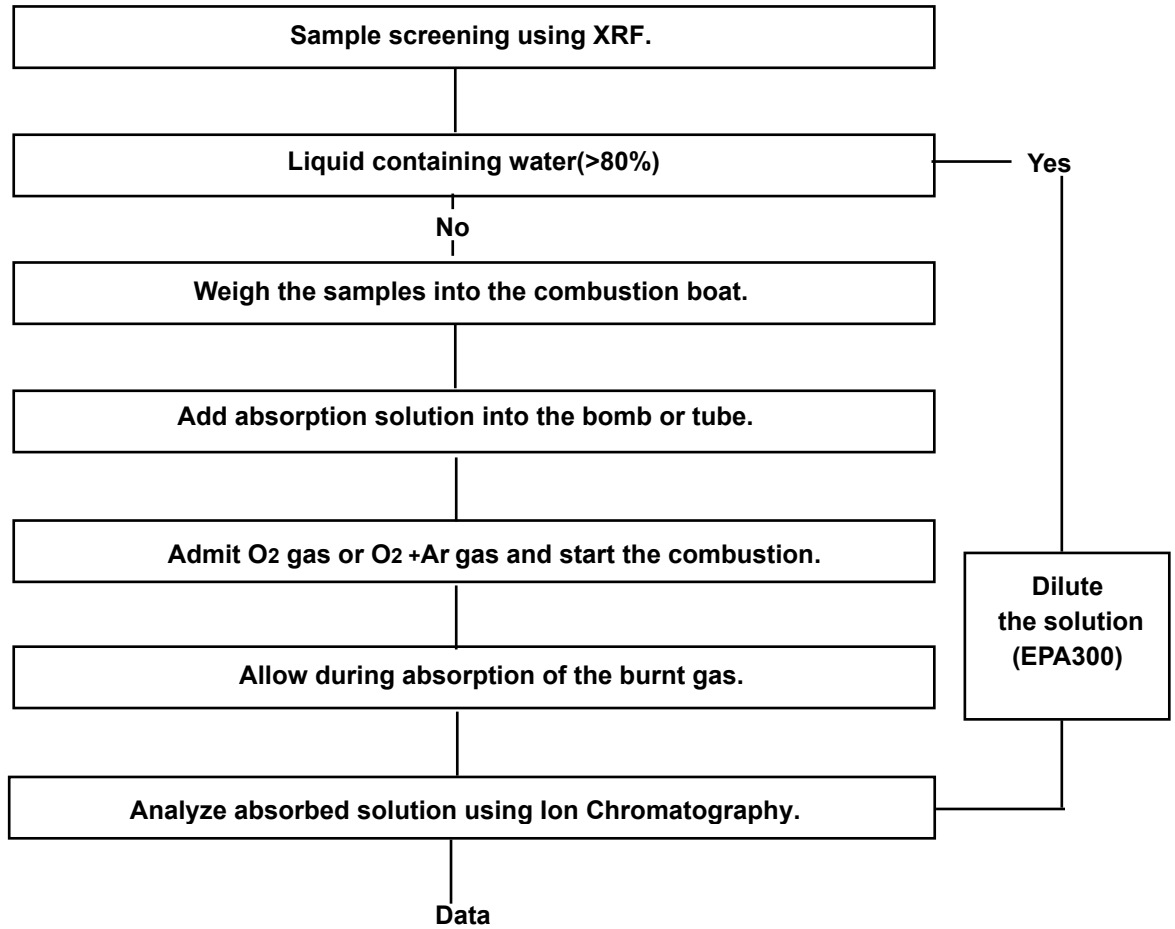 Sample screening using XRF.
Liquid containing water(>80%)
Yes
No
Weigh the samples into the combustion boat.
Add absorption solution into the bomb or tube.
Admit O2 gas or O2 +Ar gas and start the combustion.
Dilute
the solution
(EPA300)
Allow during absorption of the burnt gas.
Analyze absorbed solution using Ion Chromatography.
Data